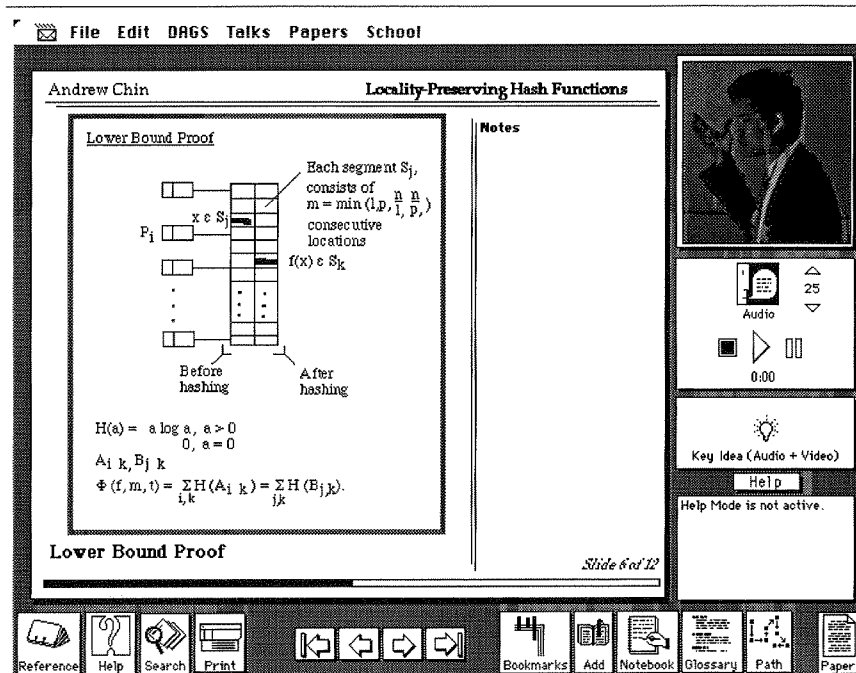 File Edit DAGS Talks Papers School
Andrew Chin
Locality-Preserving Hash Functions
Lower Bound Proof
Each segment Sj,
consists of
m = min (l,p, n/l, n/p,)
consecutive
locations
x ε Sj
Pi
f(x) ε Sk
Before
hashing
After
hashing
H(a) = a log a, a > 0
0, a = 0
Ai k, Bj k
Φ (f, m, t) = Σ H (Ai k) = Σ H (Bj,k).
i,k j,k
Notes
Lower Bound Proof
Slide 6 of 12
25
Audio
0:00
Key Idea (Audio + Video)
Help
Help Mode is not active.
Reference
Help
Search
Print
Bookmarks
Add
Notebook
Glossary
Path
Paper